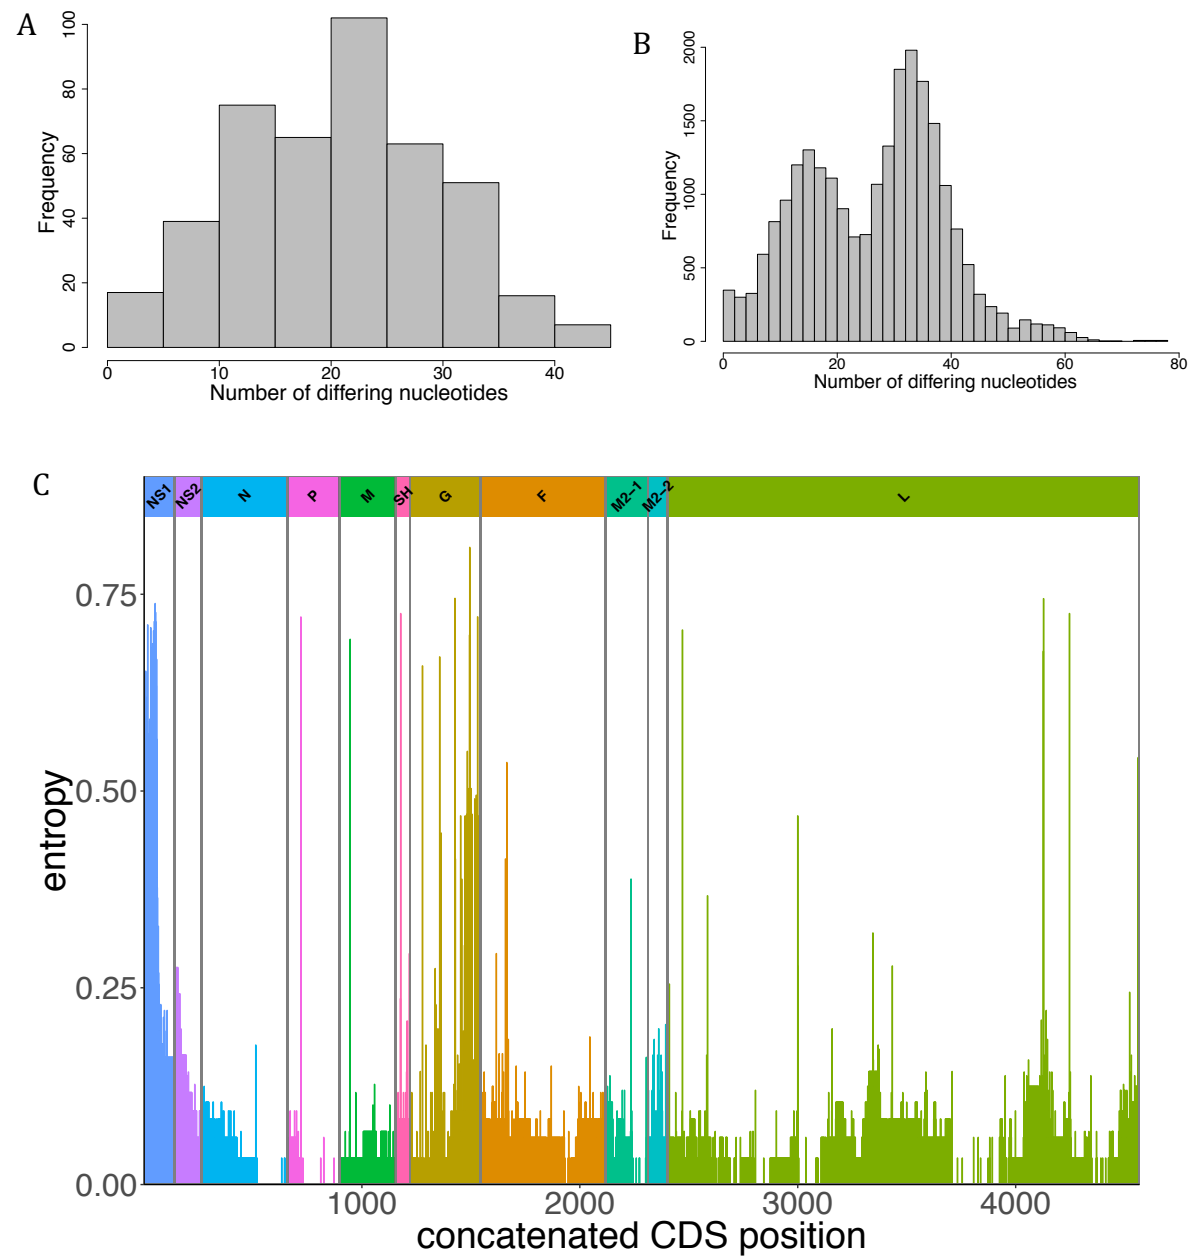 A
Frequency
0
20
40
60
80
100
0 10 20 30 40
Number of differing nucleotides
B
Frequency
0
500
1000
1500
2000
0 20 40 60 80
Number of differing nucleotides
C
NS1 NS2 N P M SH G F M2-1 M2-2 L
entropy
0.75
0.50
0.25
0.00
1000 2000 3000 4000
concatenated CDS position